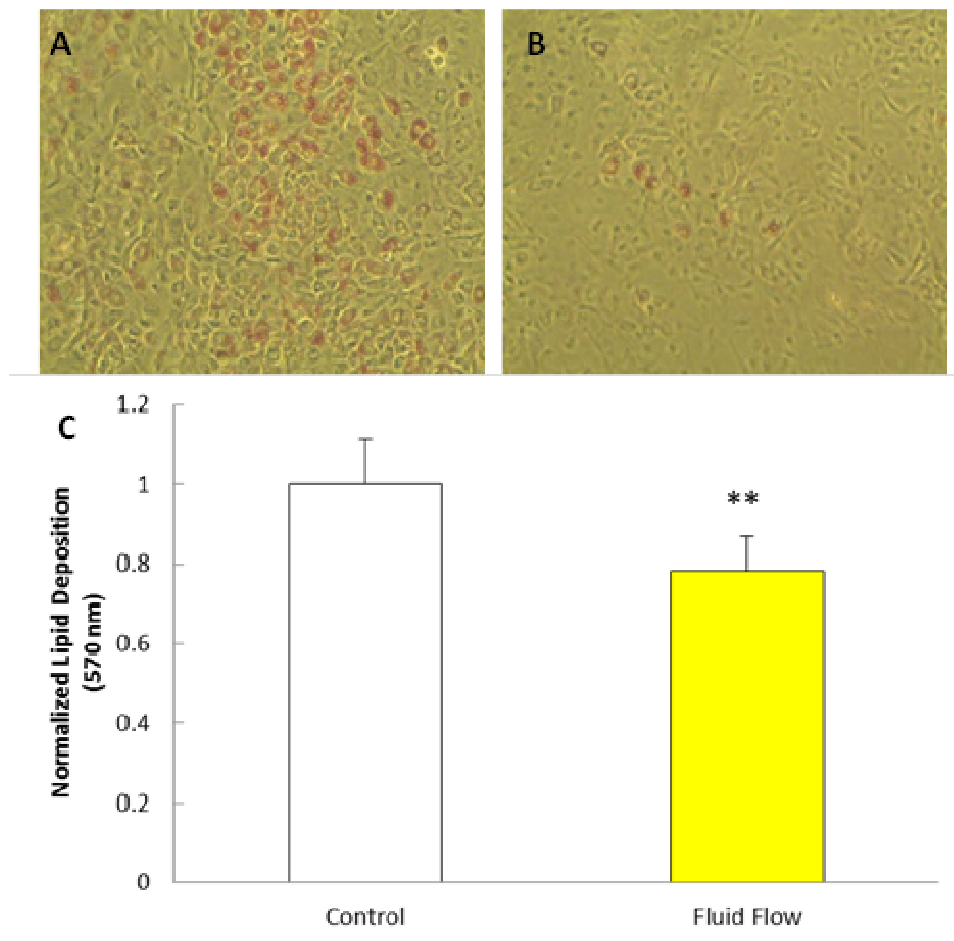 A
B
C
1.2
1
0.8
0.6
0.4
0.2
0
Normalized Lipid Deposition
(570 nm)
**
Control
Fluid Flow